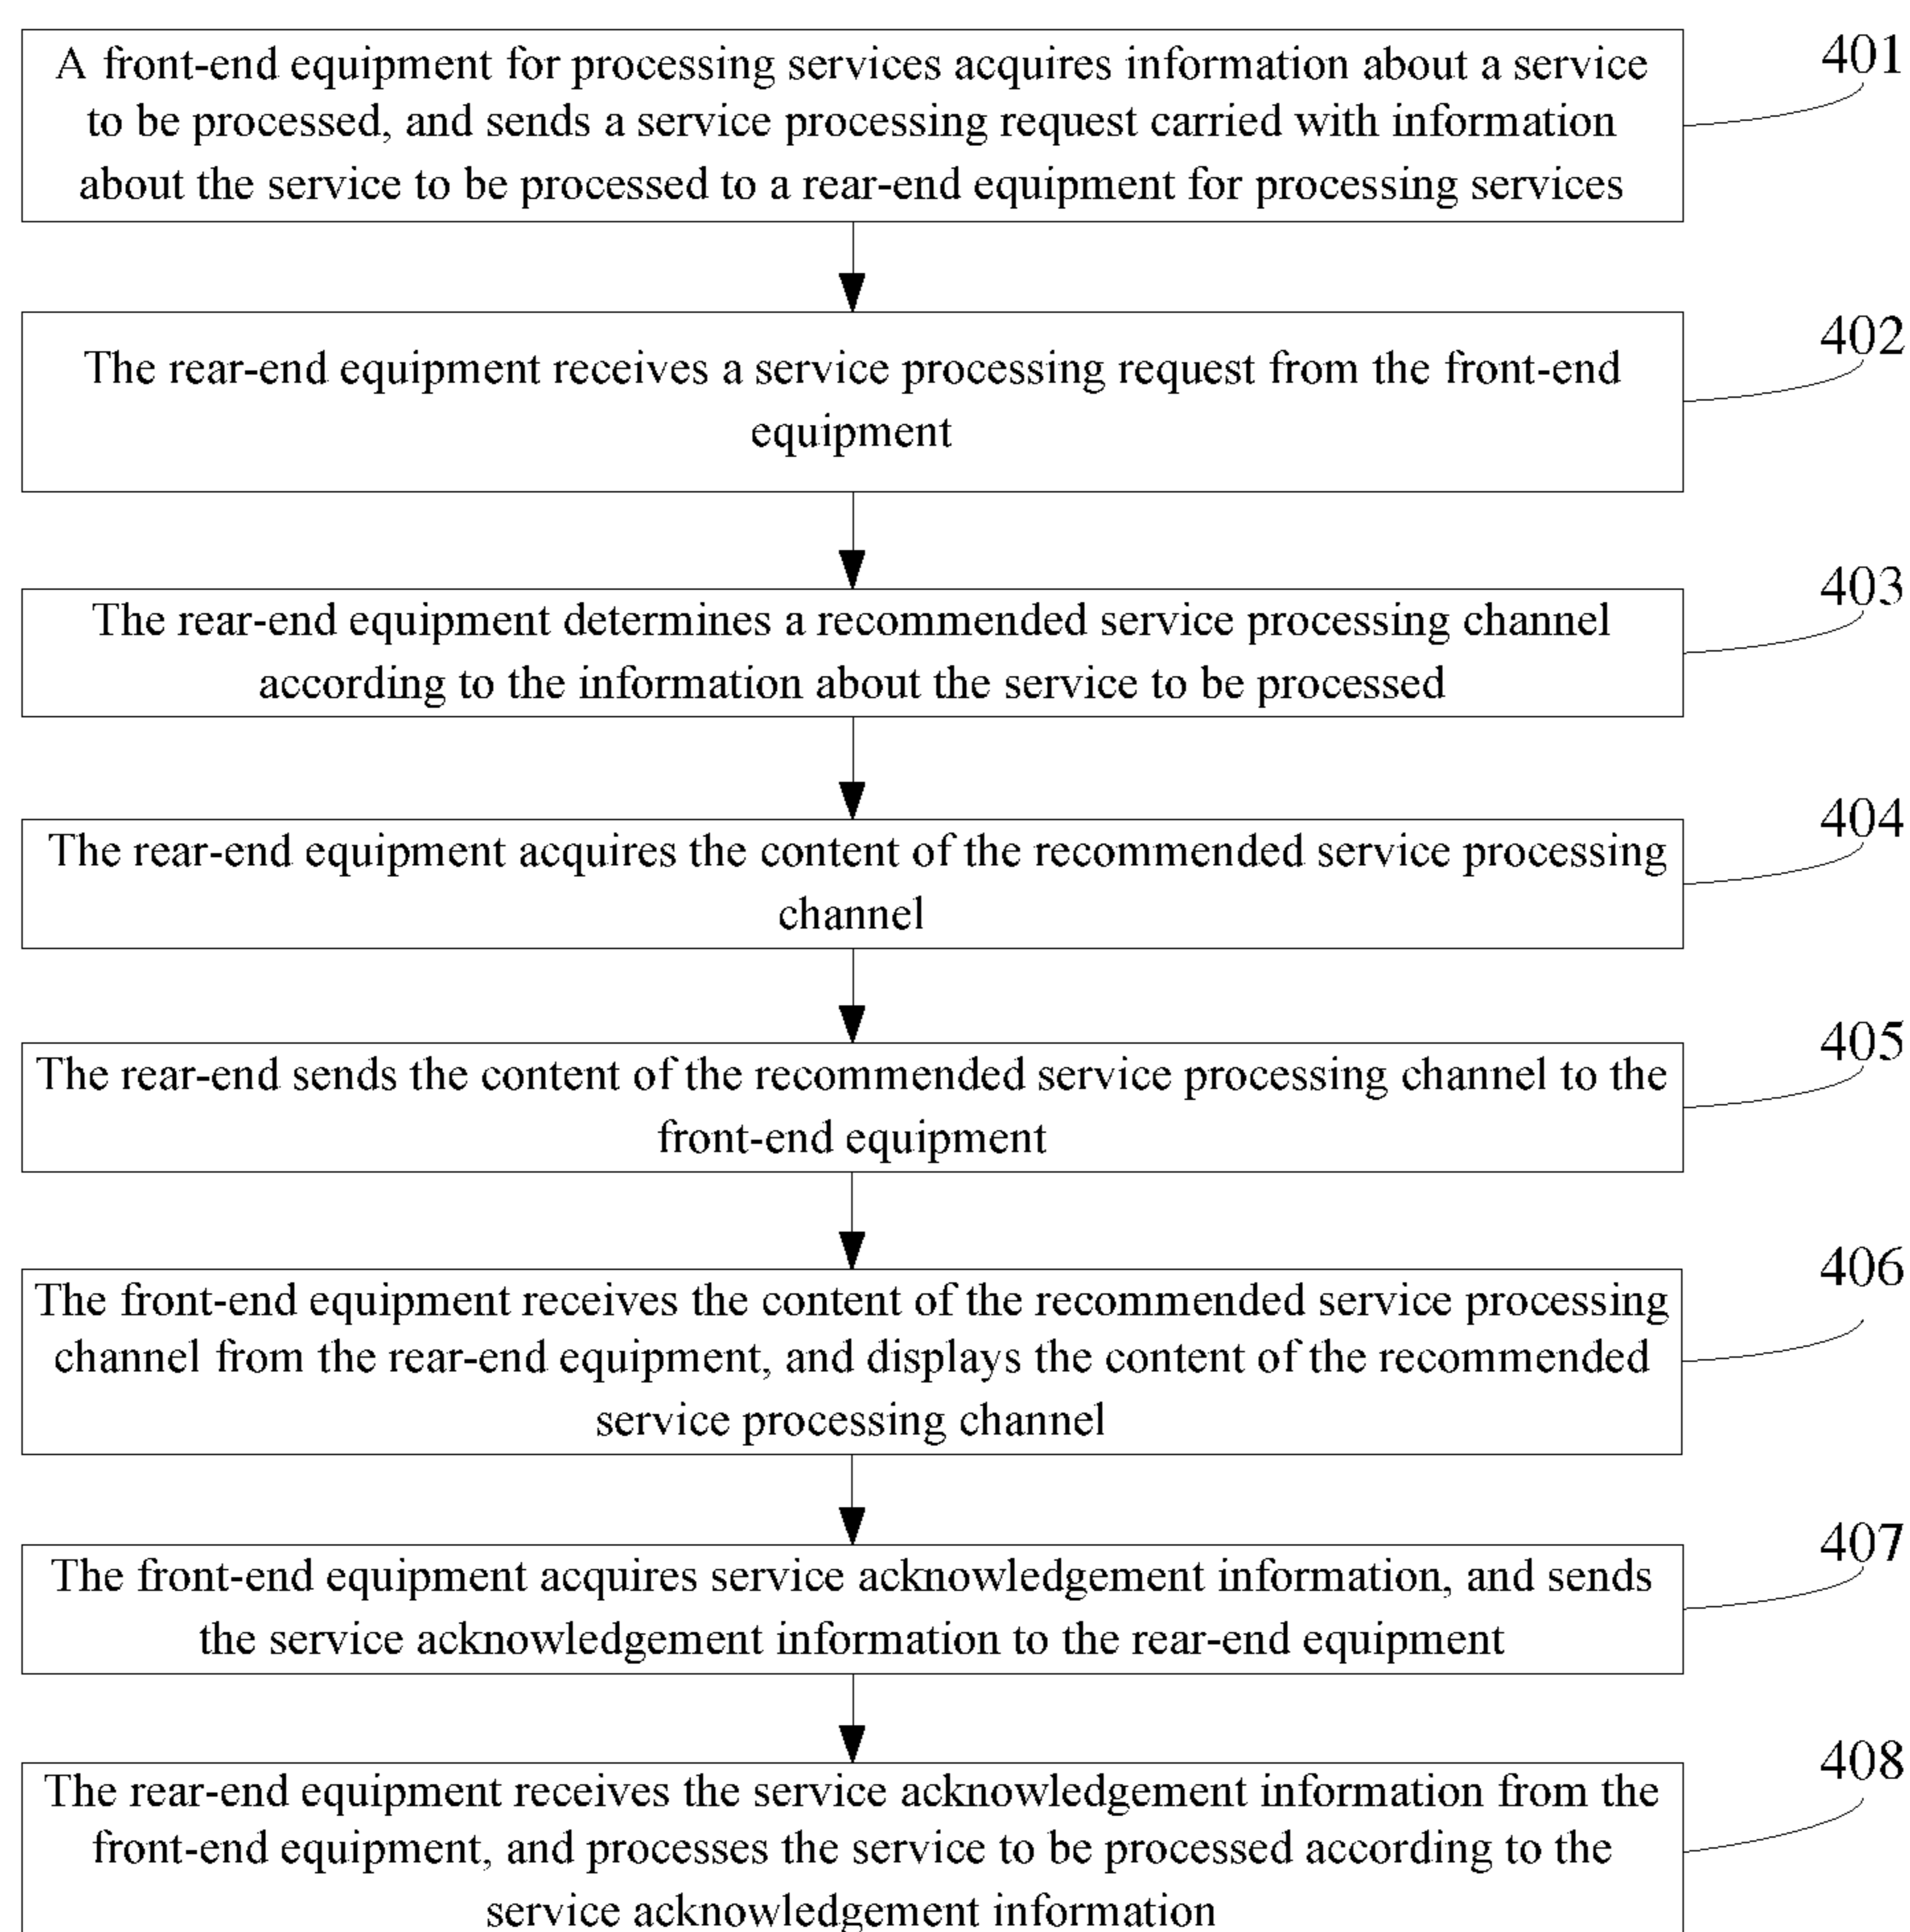 A front-end equipment for processing services acquires information about a service
to be processed, and sends a service processing request carried with information
about the service to be processed to a rear-end equipment for processing services
401
The rear-end equipment receives a service processing request from the front-end
equipment
402
The rear-end equipment determines a recommended service processing channel
according to the information about the service to be processed
403
The rear-end equipment acquires the content of the recommended service processing
channel
404
The rear-end sends the content of the recommended service processing channel to the
front-end equipment
405
The front-end equipment receives the content of the recommended service processing
channel from the rear-end equipment, and displays the content of the recommended
service processing channel
406
The front-end equipment acquires service acknowledgement information, and sends
the service acknowledgement information to the rear-end equipment
407
The rear-end equipment receives the service acknowledgement information from the
front-end equipment, and processes the service to be processed according to the
service acknowledgement information
408